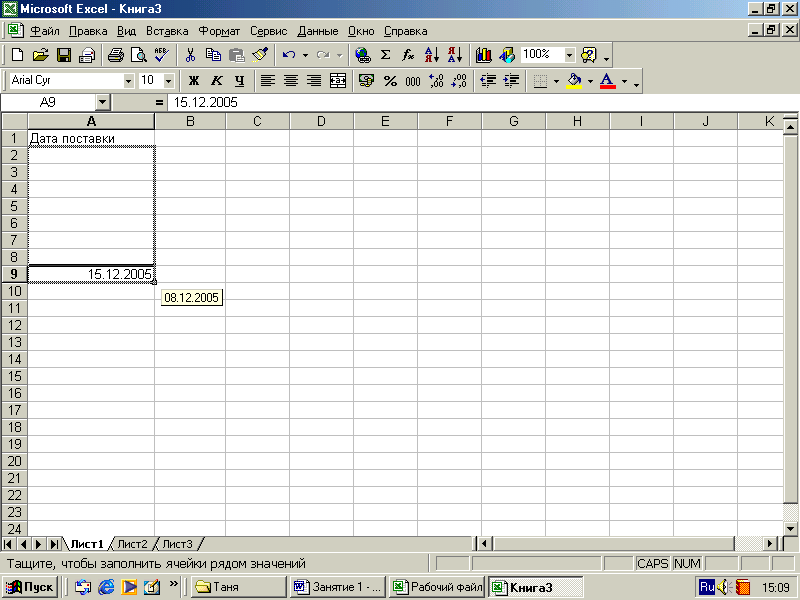 Microsoft Excel - Книга3
Файл Правка Вид Вставка Формат Сервис Данные Окно Справка
100%
Arial Cyr 10 Ж К Ч % 000
A9 = 15.12.2005
A B C D E F G H I J K
1 Дата поставки
2
3
4
5
6
7
8
9 15.12.2005
10 08.12.2005
11
12
13
14
15
16
17
18
19
20
21
22
23
24
Лист1 Лист2 Лист3
Тащите, чтобы заполнить ячейки рядом значений CAPS NUM
Пуск Таня Занятие 1 - ... Рабочий файл Книга3 Ru 15:09